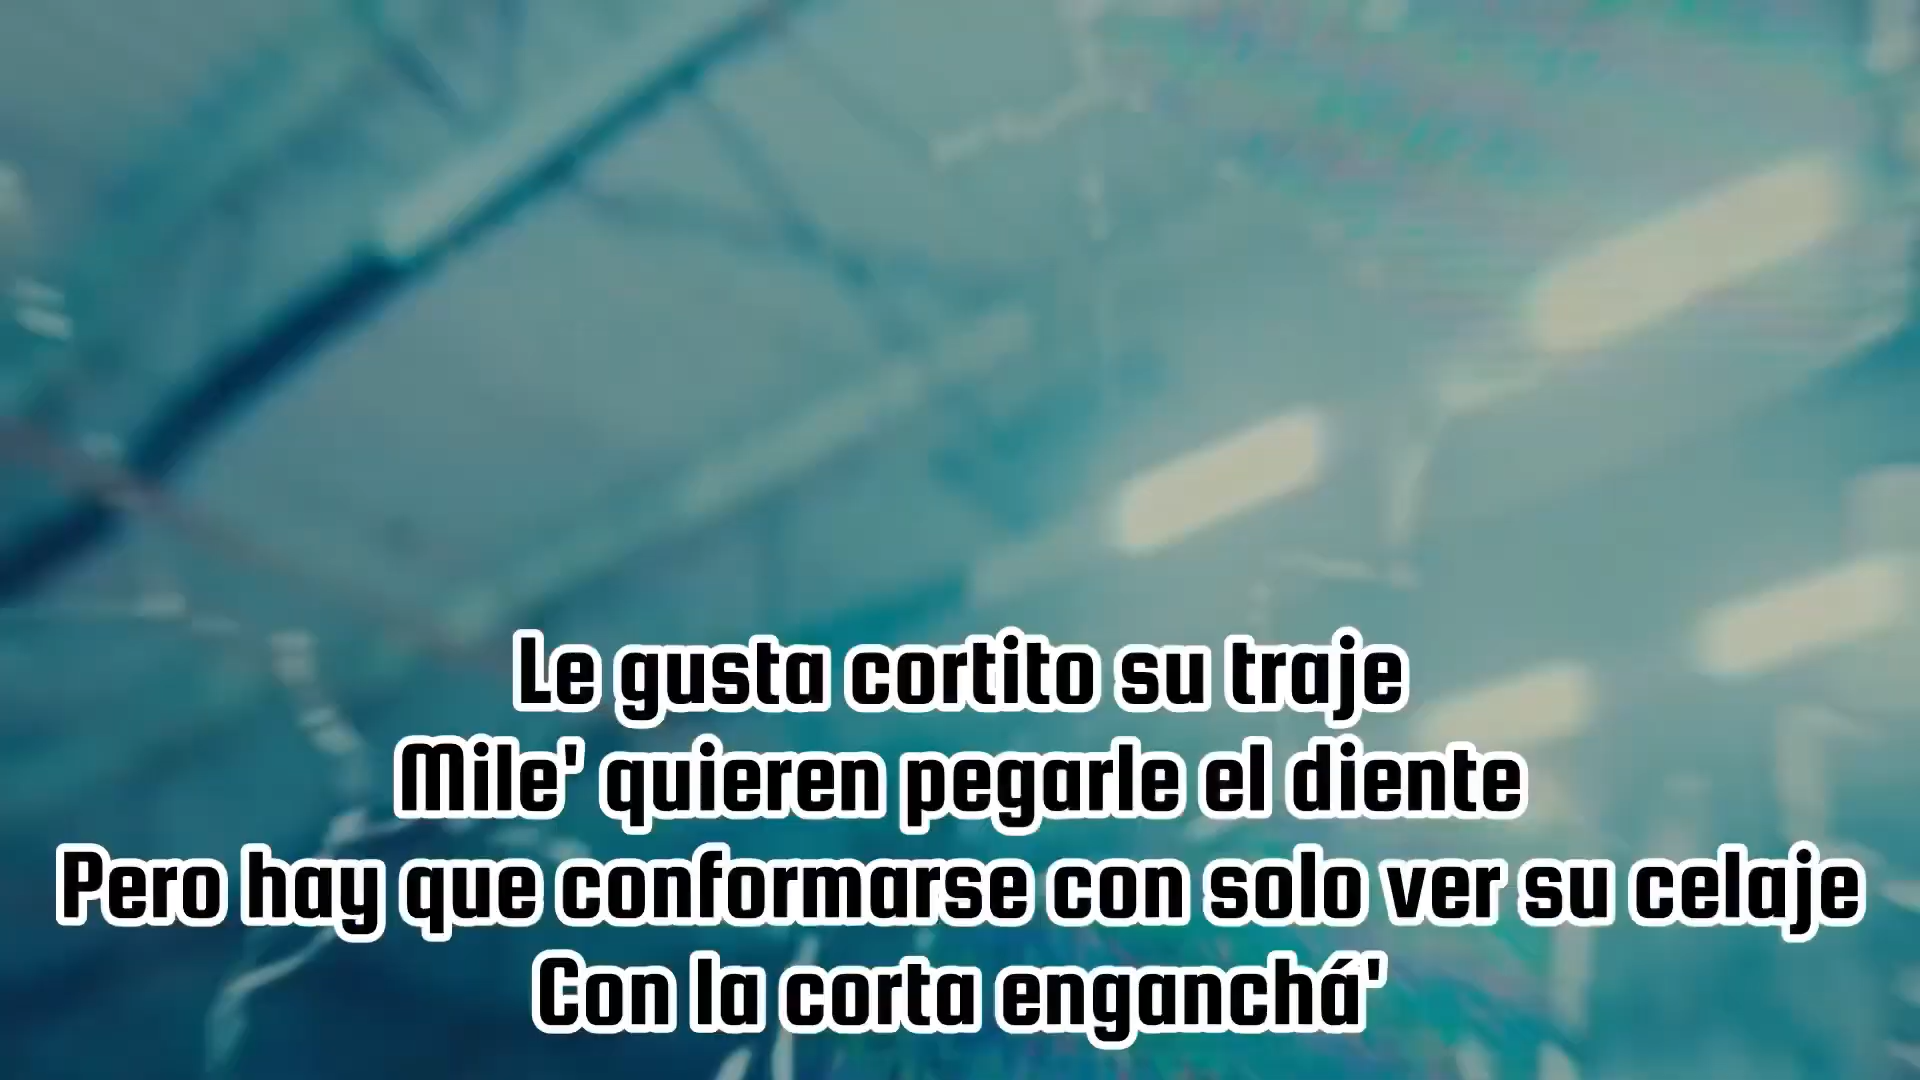 Le gusta cortito su traje
Mile' quieren pegarle el diente
Pero hay que conformarse con solo ver su celaje
Con la corta enganchá'